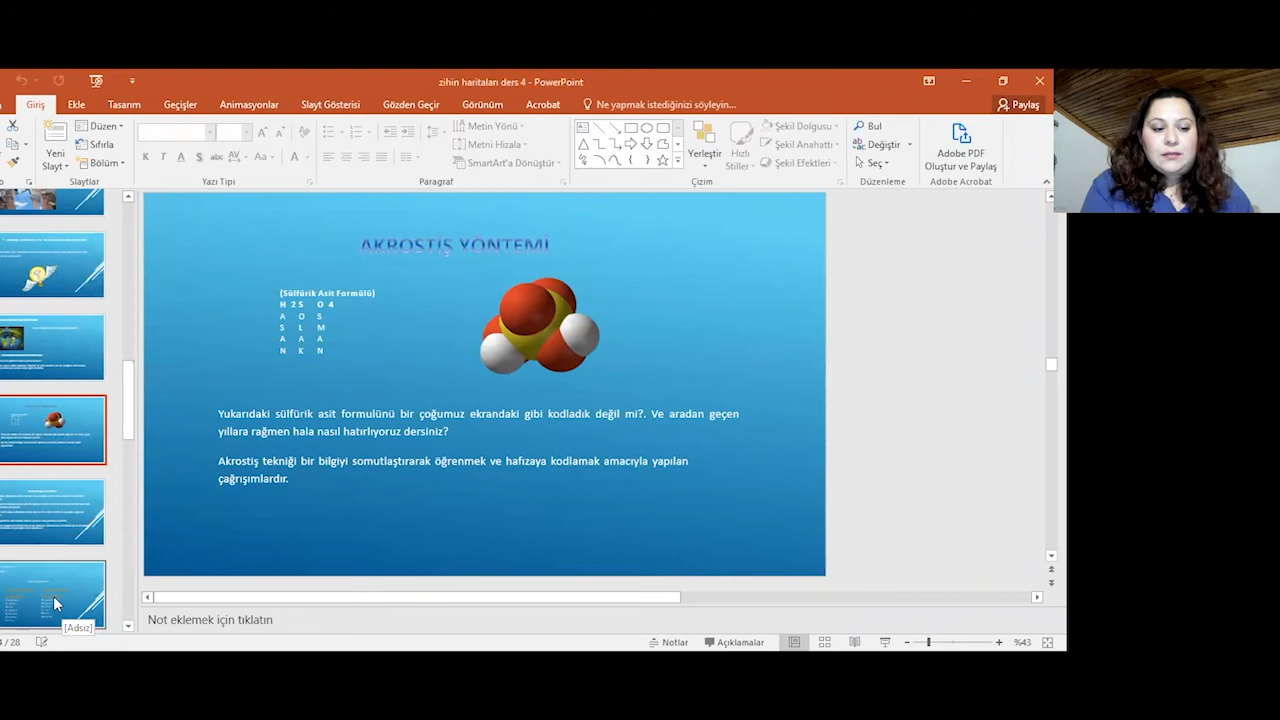 zihin haritaları ders 4 - PowerPoint
Giriş Ekle Tasarım Geçişler Animasyonlar Slayt Gösterisi Gözden Geçir Görünüm Acrobat Ne yapmak istediğinizi söyleyin... Paylaş
Yeni Slayt
Düzen
Sıfırla
Bölüm
K T A S abc AV Aa A
Metin Yönü
Metni Hizala
SmartArt'a Dönüştür
Yerleştir
Hızlı Stiller
Şekil Dolgusu
Şekil Anahattı
Şekil Efektleri
Bul
Değiştir
Seç
Adobe PDF
Oluştur ve Paylaş
Slaytlar Yazı Tipi Paragraf Çizim Düzenleme Adobe Acrobat
AKROSTİŞ YÖNTEMİ
(Sülfürik Asit Formülü)
H 2 S O 4
A O S
S L M
A A A
N K N
Yukarıdaki sülfürik asit formulünü bir çoğumuz ekrandaki gibi kodladık değil mi?. Ve aradan geçen
yıllara rağmen hala nasıl hatırlıyoruz dersiniz?
Akrostiş tekniği bir bilgiyi somutlaştırarak öğrenmek ve hafızaya kodlamak amacıyla yapılan
çağrışımlardır.
[Adsız]
Not eklemek için tıklatın
/ 28 Notlar Açıklamalar %43